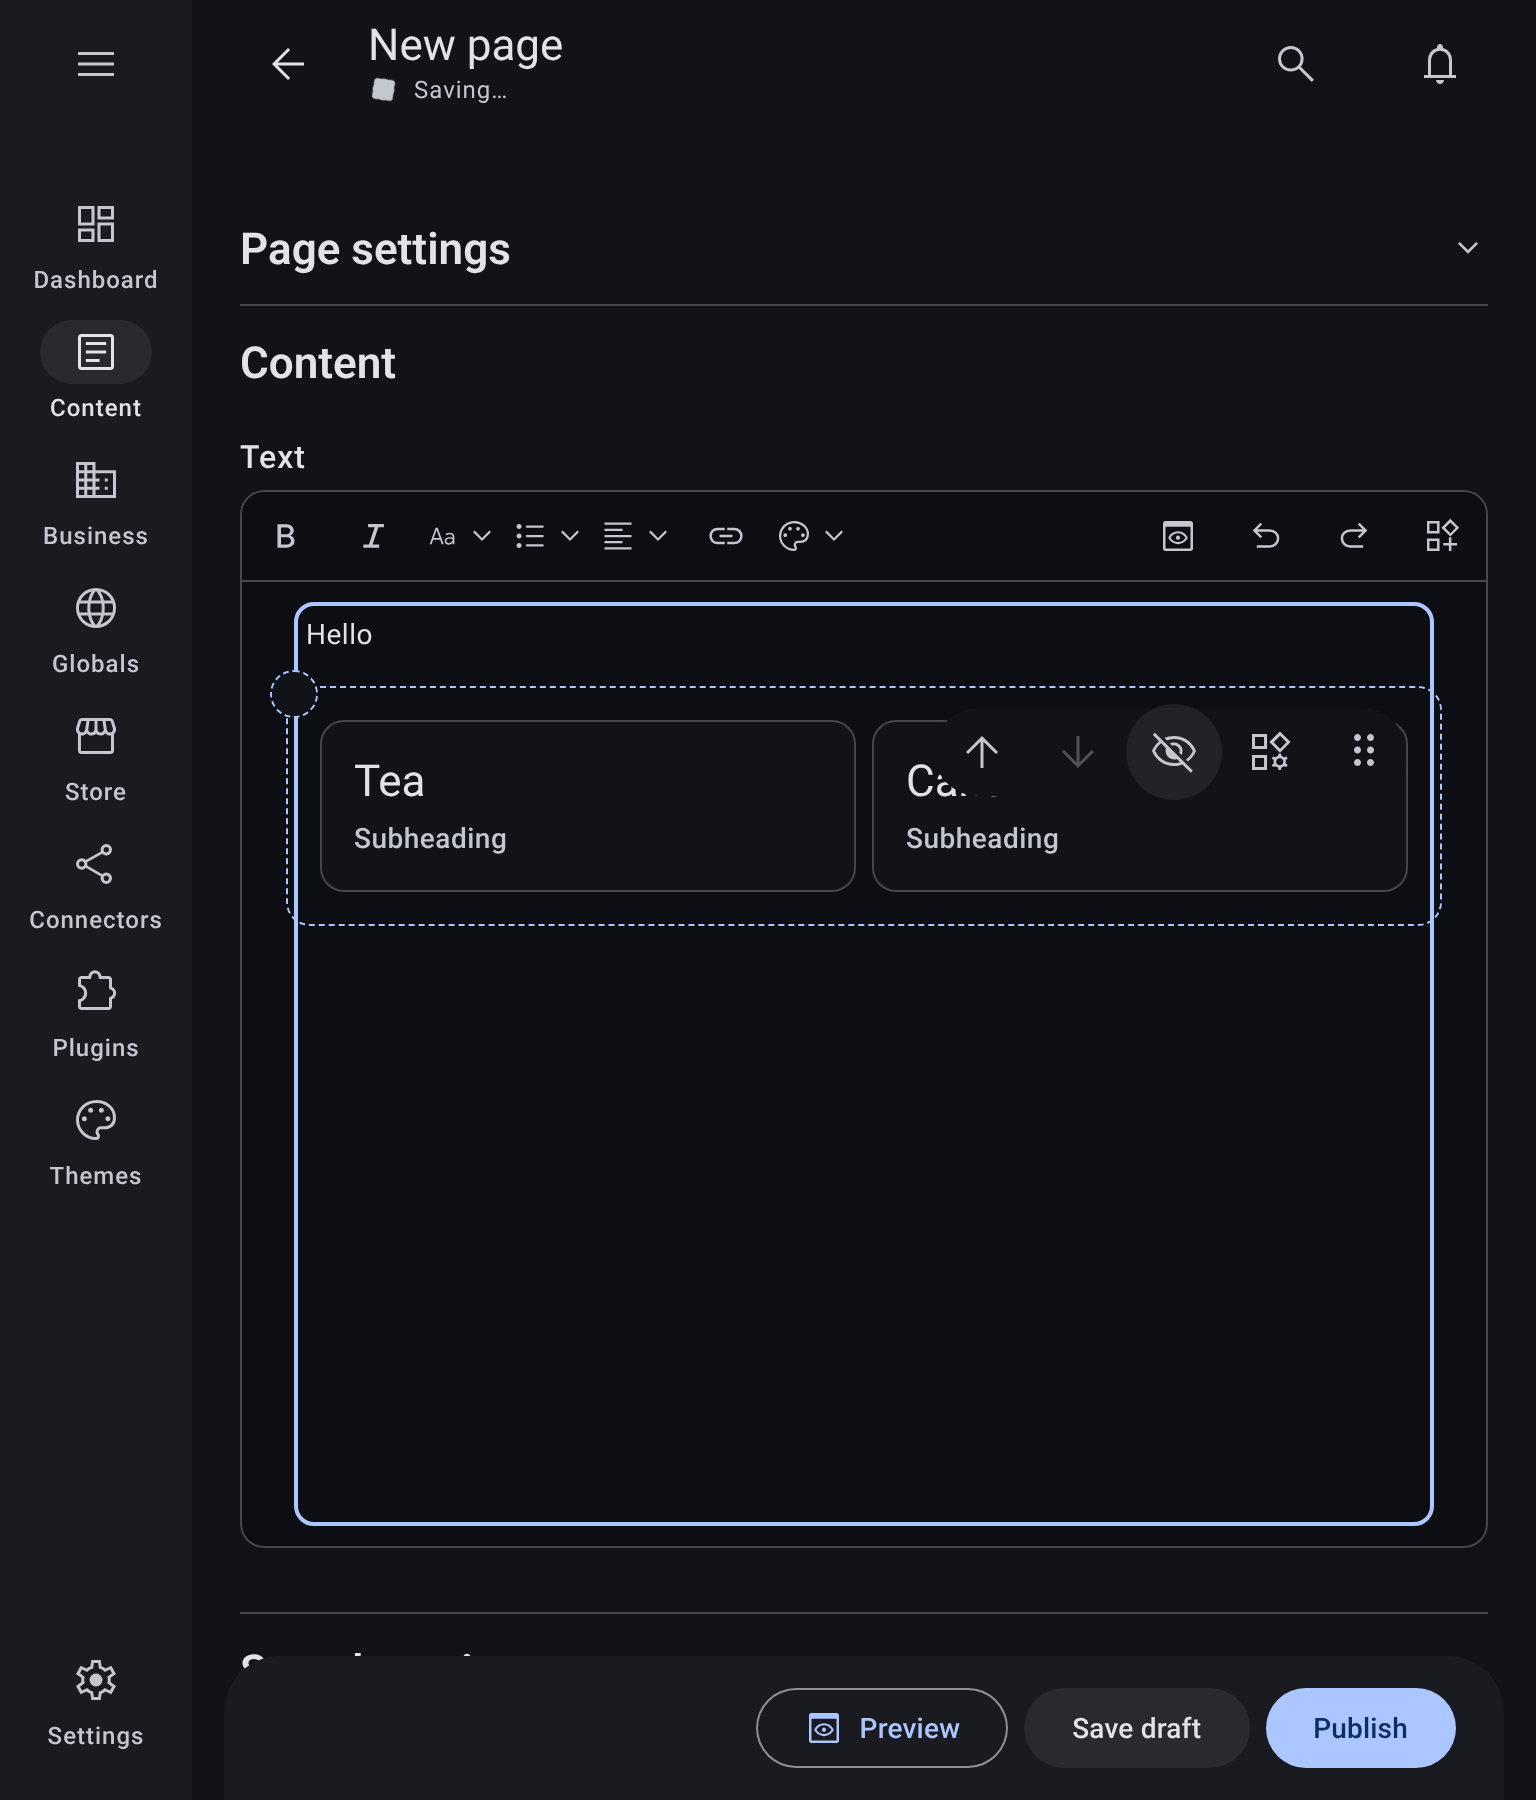 New page
Saving…
Dashboard
Content
Business
Globals
Store
Connectors
Plugins
Themes
Settings
Page settings
Content
Text
B I Aa
Hello
Tea
Subheading
Subheading
Preview
Save draft
Publish